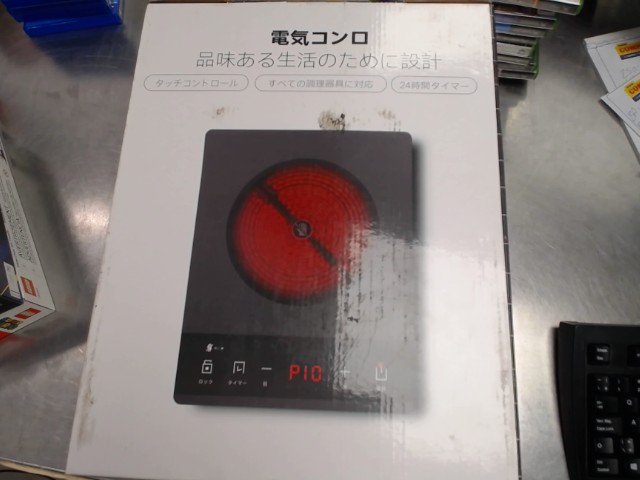 電気コンロ
品味ある生活のために設計
タッチコントロール すべての調理器具に対応 24時間タイマー
P10
ロック タイマー
LEGO